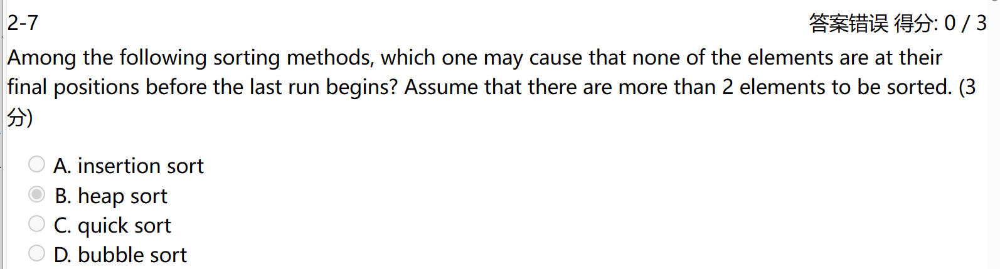 2-7 答案错误 得分: 0 / 3
Among the following sorting methods, which one may cause that none of the elements are at their
final positions before the last run begins? Assume that there are more than 2 elements to be sorted. (3
分)
A. insertion sort
B. heap sort
C. quick sort
D. bubble sort